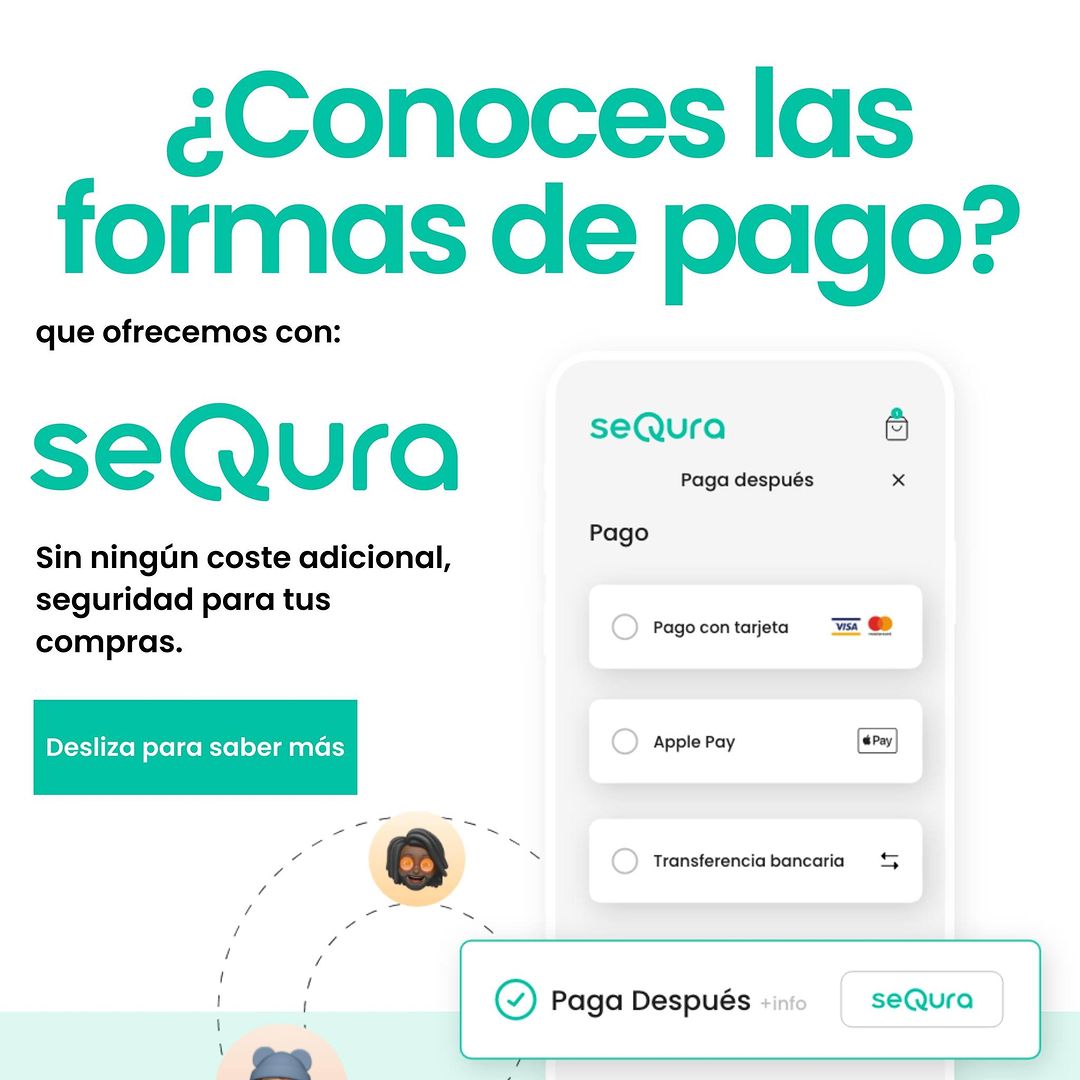 ¿Conoces las
formas de pago?
que ofrecemos con:
seQura
Sin ningún coste adicional,
seguridad para tus
compras.
Desliza para saber más
seQura
1
Paga después
Pago
Pago con tarjeta VISA mastercard
Apple Pay Pay
Transferencia bancaria
Paga Después +info seQura